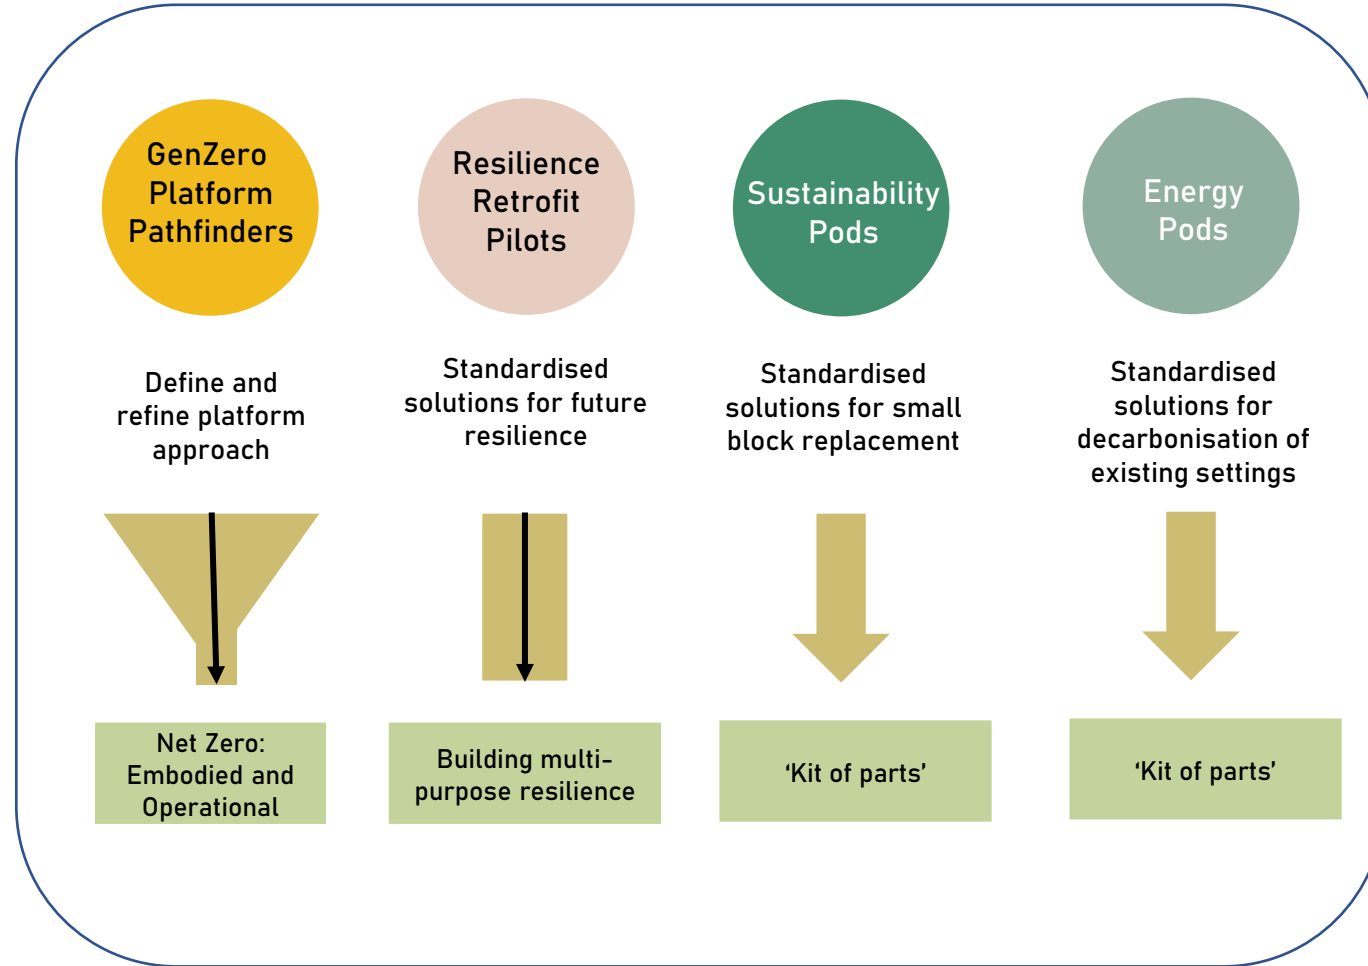 GenZero
Platform
Pathfinders
Define and
refine platform
approach
Net Zero:
Embodied and
Operational
Resilience
Retrofit
Pilots
Standardised
solutions for future
resilience
Building multi-
purpose resilience
Sustainability
Pods
Standardised
solutions for small
block replacement
‘Kit of parts’
Energy
Pods
Standardised
solutions for
decarbonisation of
existing settings
‘Kit of parts’